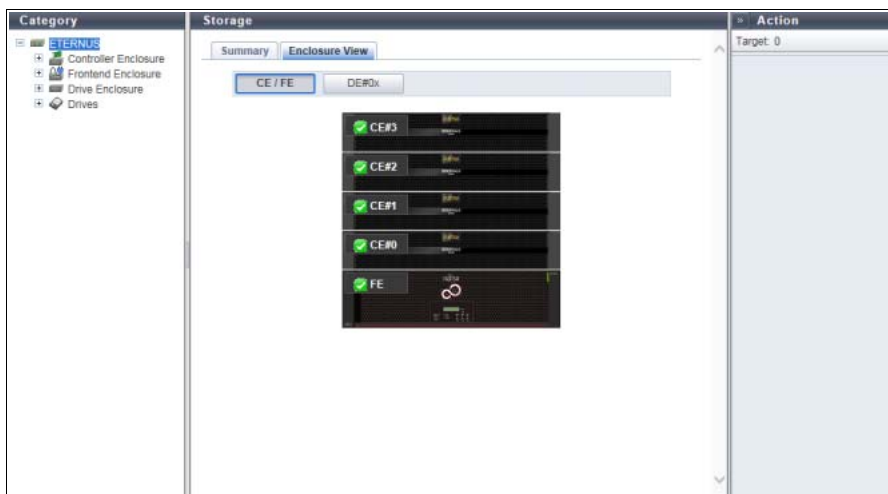 Category
ETERNUS
Controller Enclosure
Frontend Enclosure
Drive Enclosure
Drives
Storage
Summary
Enclosure View
CE / FE
DE#0x
CE#3
CE#2
CE#1
CE#0
FE
» Action
Target: 0